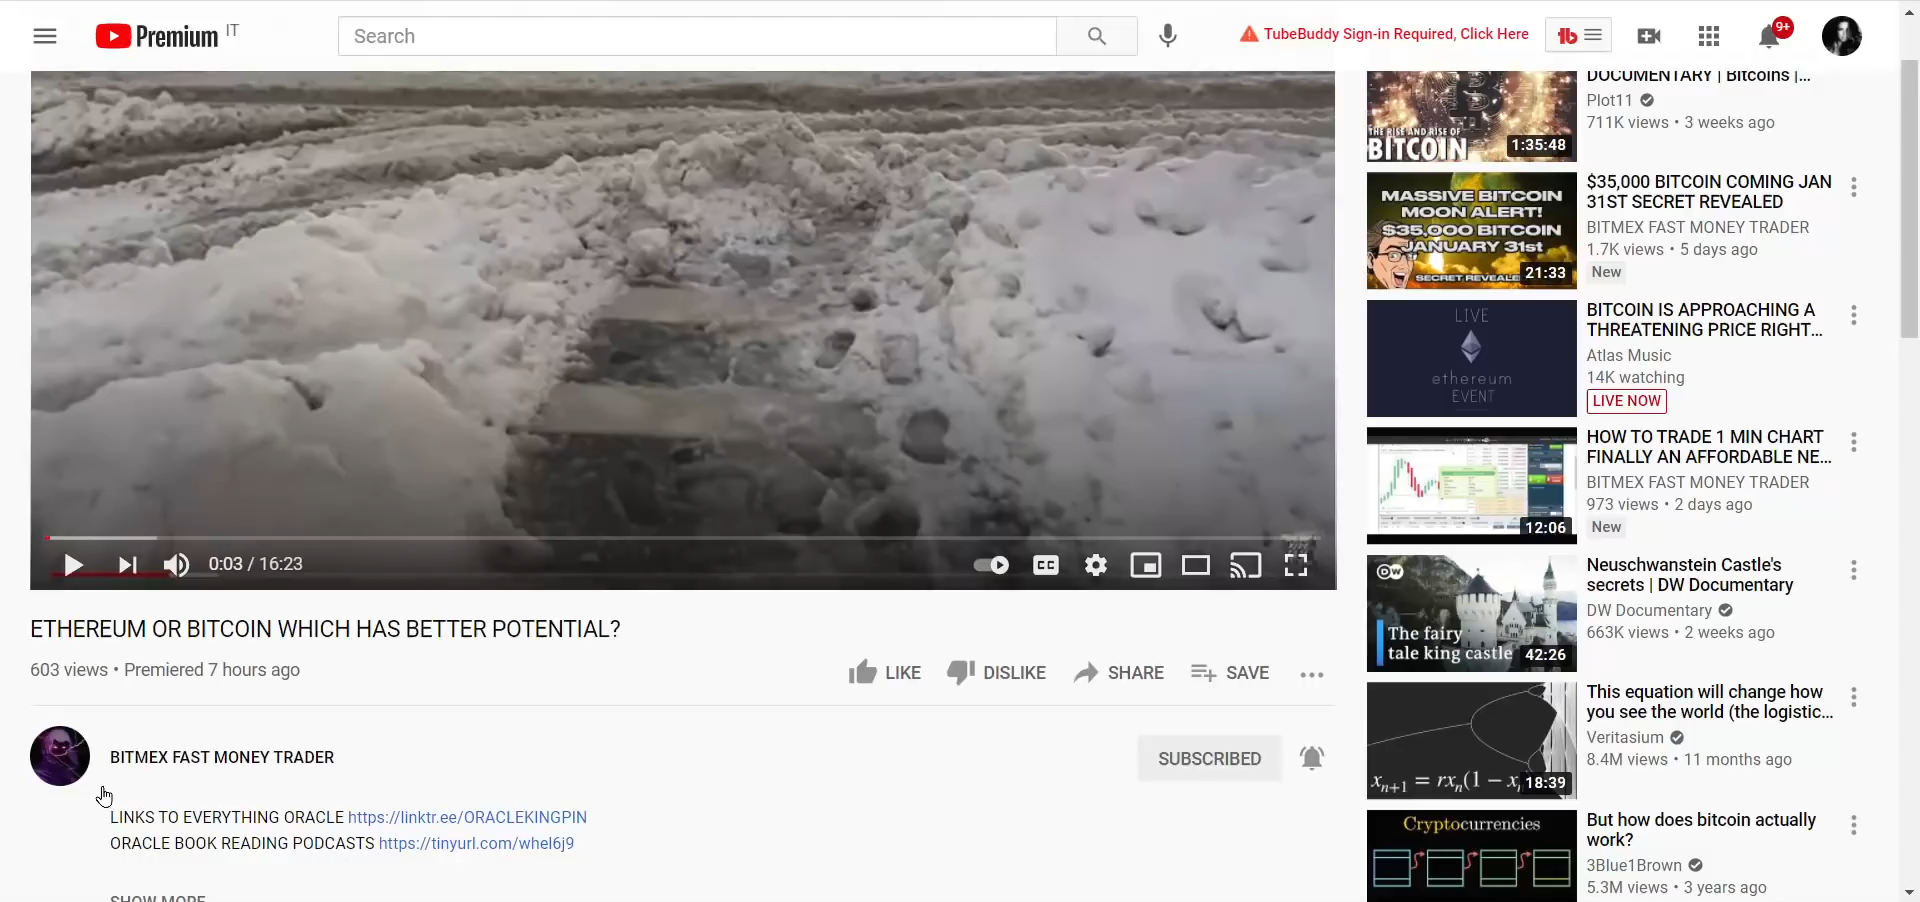 Premium IT
Search
TubeBuddy Sign-in Required, Click Here
9+
DOCUMENTARY | Bitcoins |...
Plot11
711K views • 3 weeks ago
THE RISE AND RISE OF
BITCOIN
1:35:48
$35,000 BITCOIN COMING JAN
31ST SECRET REVEALED
BITMEX FAST MONEY TRADER
1.7K views • 5 days ago
New
MASSIVE BITCOIN
MOON ALERT!
$35,000 BITCOIN
JANUARY 31st
SECRET REVEALE
21:33
BITCOIN IS APPROACHING A
THREATENING PRICE RIGHT...
Atlas Music
14K watching
LIVE NOW
LIVE
ethereum
EVENT
HOW TO TRADE 1 MIN CHART
FINALLY AN AFFORDABLE NE...
BITMEX FAST MONEY TRADER
973 views • 2 days ago
New
12:06
Neuschwanstein Castle's
secrets | DW Documentary
DW Documentary
663K views • 2 weeks ago
DW
The fairy
tale king castle
42:26
This equation will change how
you see the world (the logistic...
Veritasium
8.4M views • 11 months ago
18:39
But how does bitcoin actually
work?
3Blue1Brown
5.3M views • 3 years ago
Cryptocurrencies
0:03 / 16:23
CC
ETHEREUM OR BITCOIN WHICH HAS BETTER POTENTIAL?
603 views • Premiered 7 hours ago
LIKE
DISLIKE
SHARE
SAVE
BITMEX FAST MONEY TRADER
SUBSCRIBED
LINKS TO EVERYTHING ORACLE https://linktr.ee/ORACLEKINGPIN
ORACLE BOOK READING PODCASTS https://tinyurl.com/whel6j9
SHOW MORE